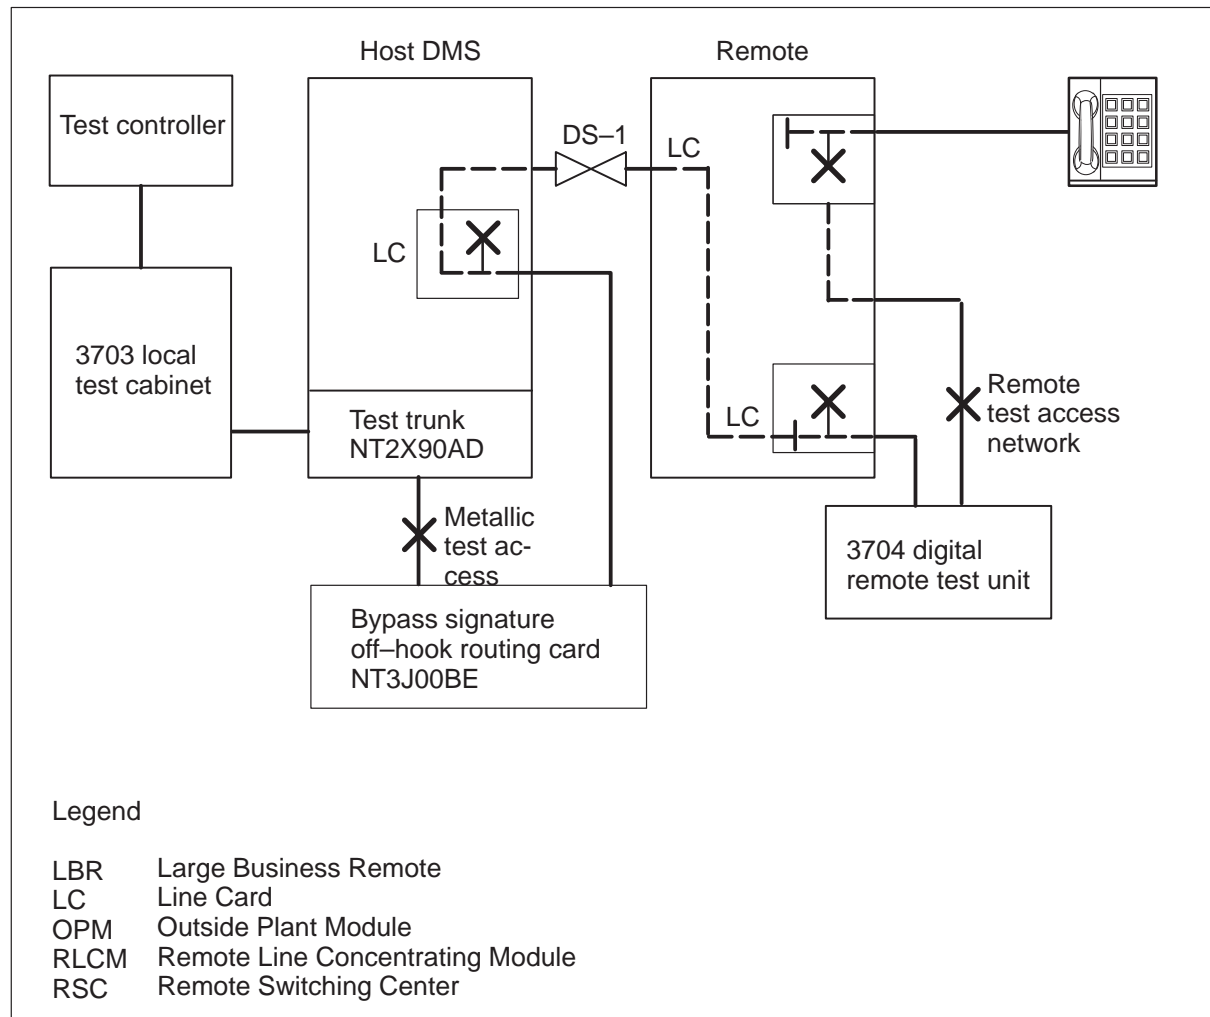 Host DMS
Remote
Test controller
DS–1
LC
LC
3703 local
test cabinet
Test trunk
NT2X90AD
LC
Remote
test access
network
Metallic
test ac-
cess
3704 digital
remote test unit
Bypass signature
off–hook routing card
NT3J00BE
Legend
LBR Large Business Remote
LC Line Card
OPM Outside Plant Module
RLCM Remote Line Concentrating Module
RSC Remote Switching Center